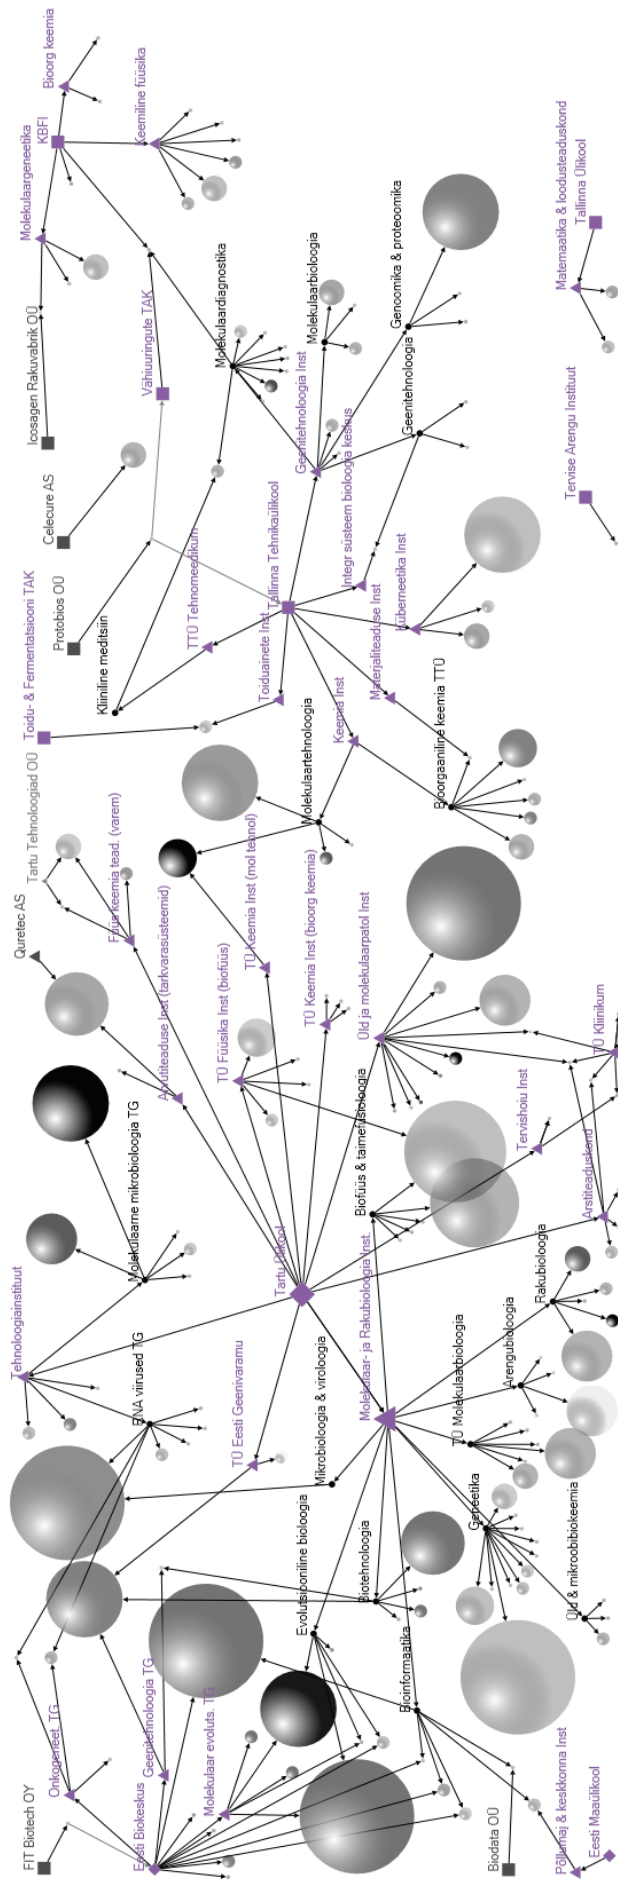 Bioorg keemia
KBFI
Molekulaargeneetika
Keemiline füüsika
Icosagen Rakuvabrik OÜ
Vähiuuringute TAK
Molekulaardiagnostika
Celecure AS
Protobios OÜ
Toidu- & Fermentatsiooni TAK
Kliiniline meditsiin
TTÜ Tehnomeedikum
Toiduainete Inst
Tallinna Tehnikaülikool
Geenitehnoloogia Inst
Molekulaarbioloogia
Genoomika & proteoomika
Geenitehnoloogia
Integr süsteem bioloogia keskus
Küberneetika Inst
Materjaliteaduse Inst
Keemia Inst
Bioorgaaniline keemia TTÜ
Molekulaartehnoloogia
Matemaatika & loodusteaduskond
Tallinna Ülikool
Tervise Arengu Instituut
Tartu Tehnoloogiad OÜ
Quretec AS
Füüs keemia tead. (varem)
Arvutiteaduse Inst (tarkvarasüsteemid)
TÜ Füüsika Inst (biofüüs)
TÜ Keemia Inst (mol tehnol)
TÜ Keemia Inst (bioorg keemia)
Üld ja molekulaarpatol Inst
TÜ Kliinikum
Tervishoiu Inst
Arstiteaduskond
Biofüüs & taimefüsioloogia
Molekulaarne mikrobioloogia TG
Tehnoloogiainstituut
RNA viirused TG
Tartu Ülikool
TÜ Eesti Geenivaramu
Mikrobioloogia & viroloogia
Molekulaar- ja Rakubioloogia Inst.
Rakubioloogia
Arengubioloogia
TÜ Molekulaarbioloogia
Geneetika
Üld & mikroobibiokeemia
Biotehnoloogia
Evolutsiooniline bioloogia
Bioinformaatika
Onkogeneet. TG
Geenitehnoloogia TG
Molekulaar evoluts. TG
Eesti Biokeskus
FIT Biotech OY
Biodata OÜ
Põllumaj & keskkonna Inst
Eesti Maaülikool